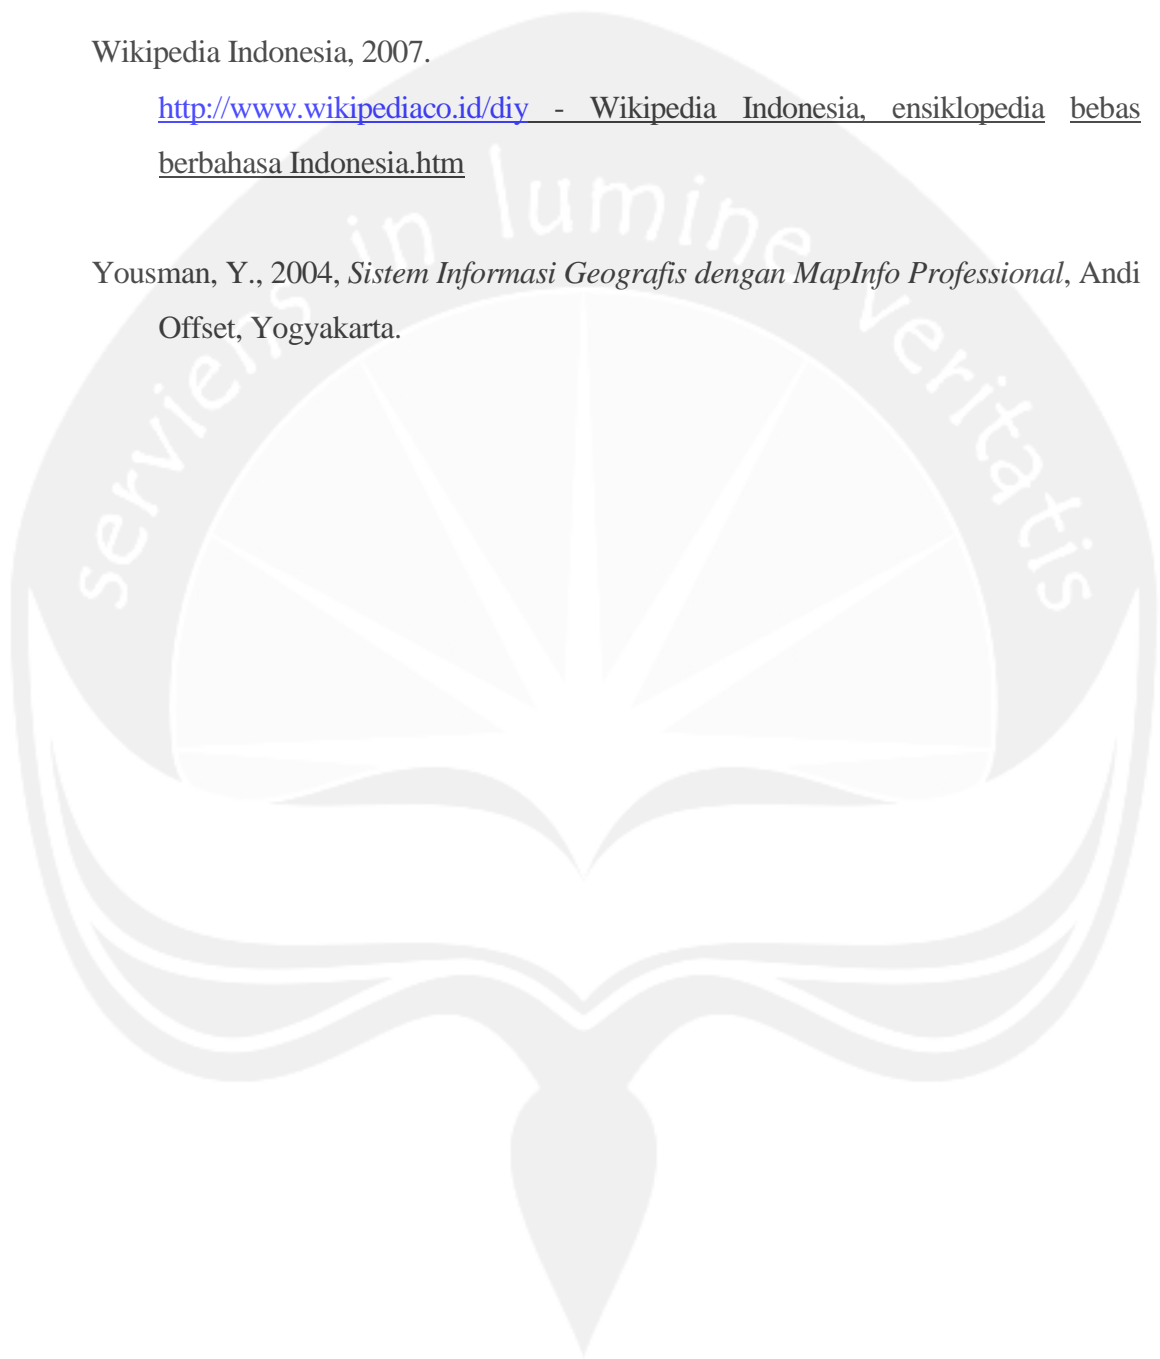 Wikipedia Indonesia, 2007.
http://www.wikipediaco.id/diy - Wikipedia Indonesia, ensiklopedia bebas
berbahasa Indonesia.htm
serviens in lumine veritatis
Yousman, Y., 2004, Sistem Informasi Geografis dengan MapInfo Professional, Andi
Offset, Yogyakarta.